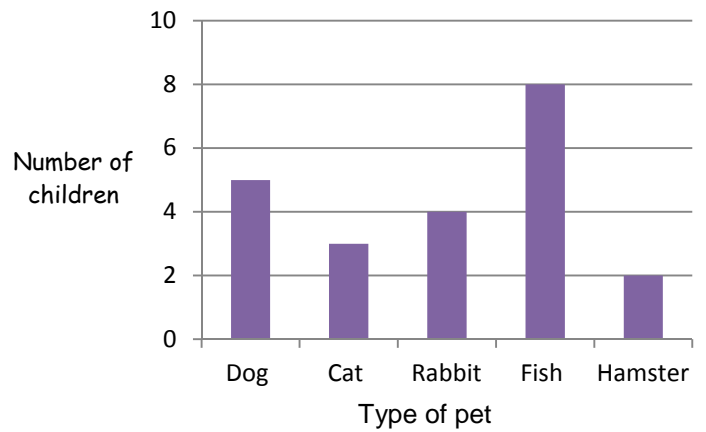 10
8
6
4
2
0
Number of
children
Dog Cat Rabbit Fish Hamster
Type of pet